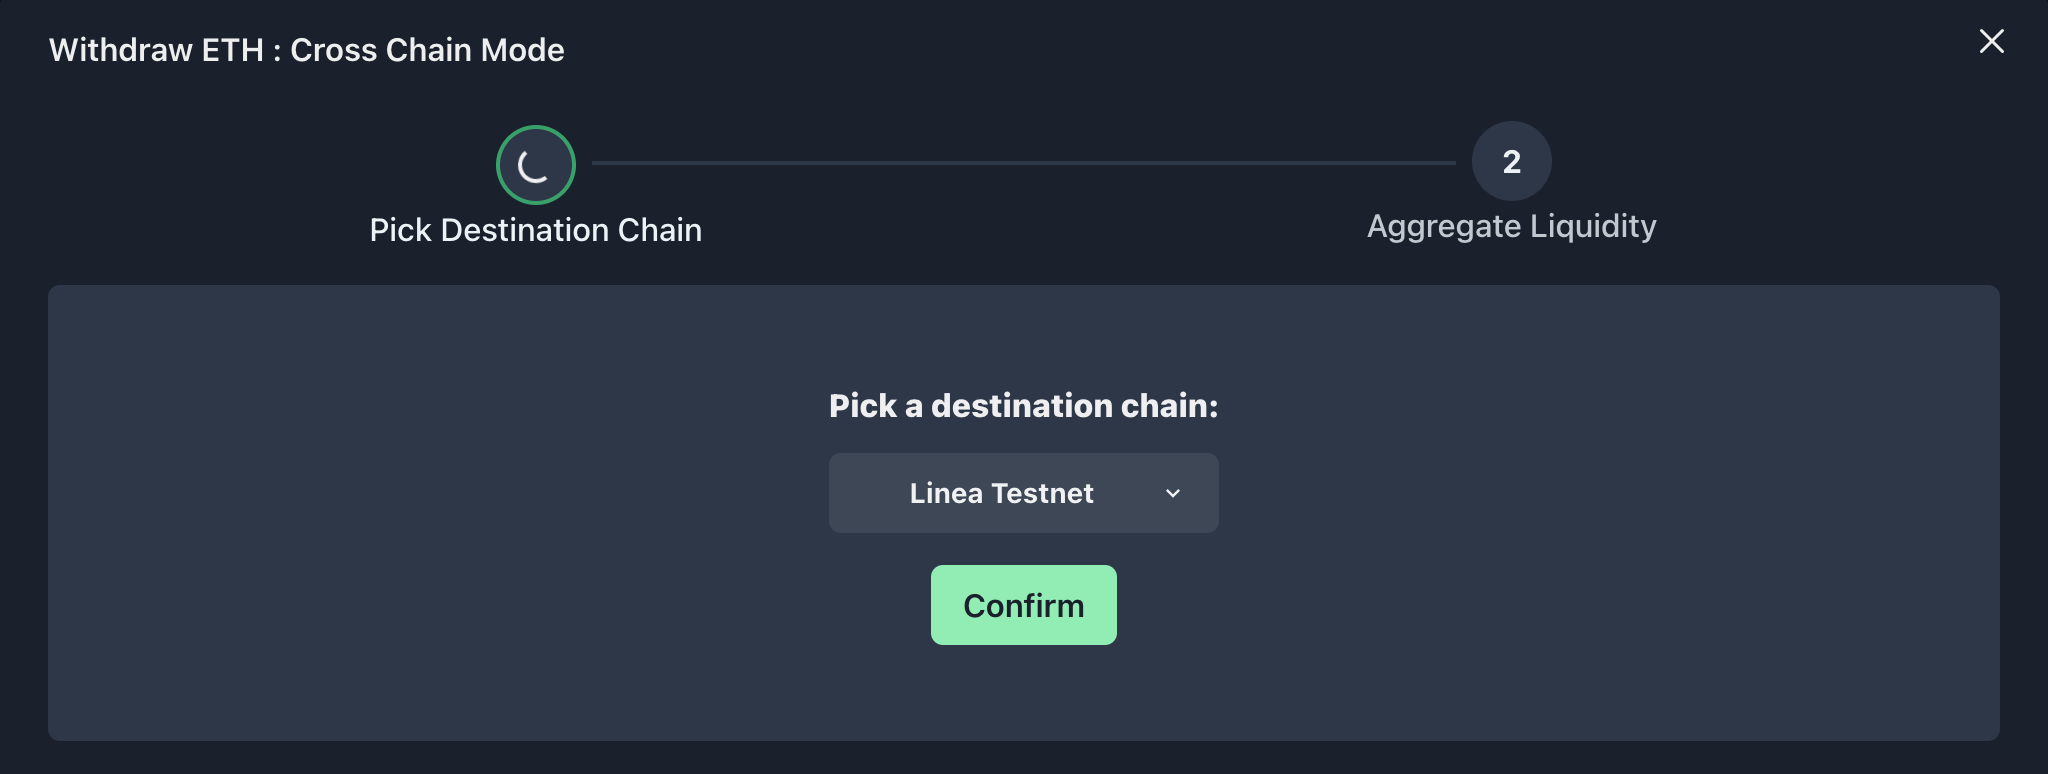 Withdraw ETH : Cross Chain Mode
2
Pick Destination Chain
Aggregate Liquidity
Pick a destination chain:
Linea Testnet
Confirm